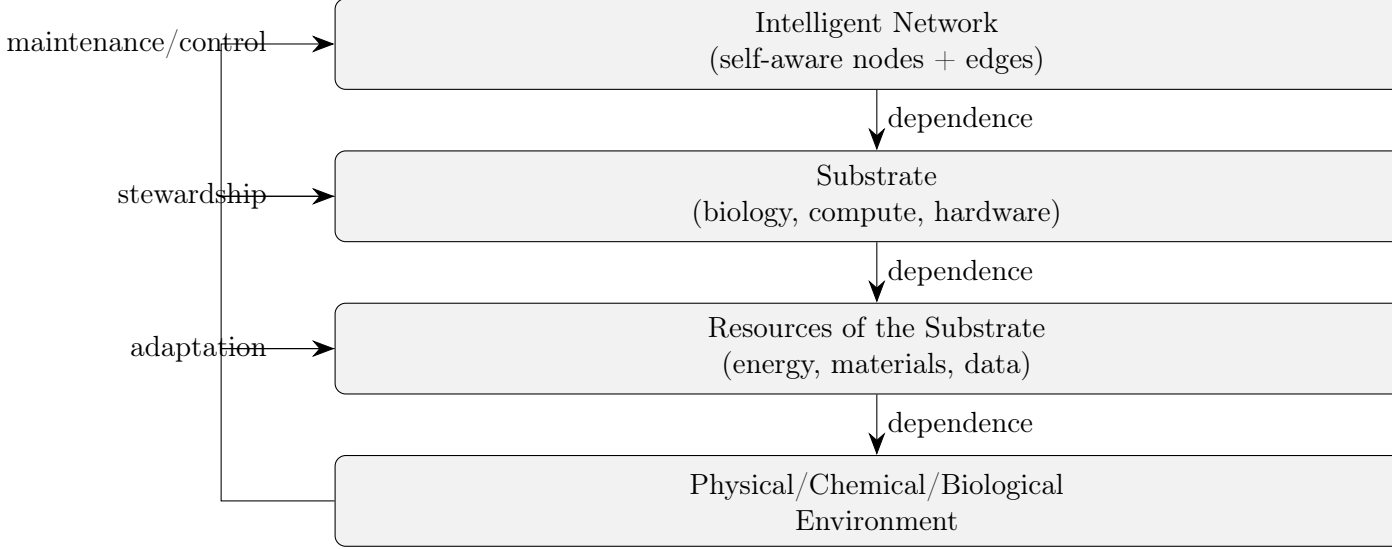 maintenance/control
Intelligent Network
(self-aware nodes + edges)
dependence
stewardship
Substrate
(biology, compute, hardware)
dependence
adaptation
Resources of the Substrate
(energy, materials, data)
dependence
Physical/Chemical/Biological
Environment